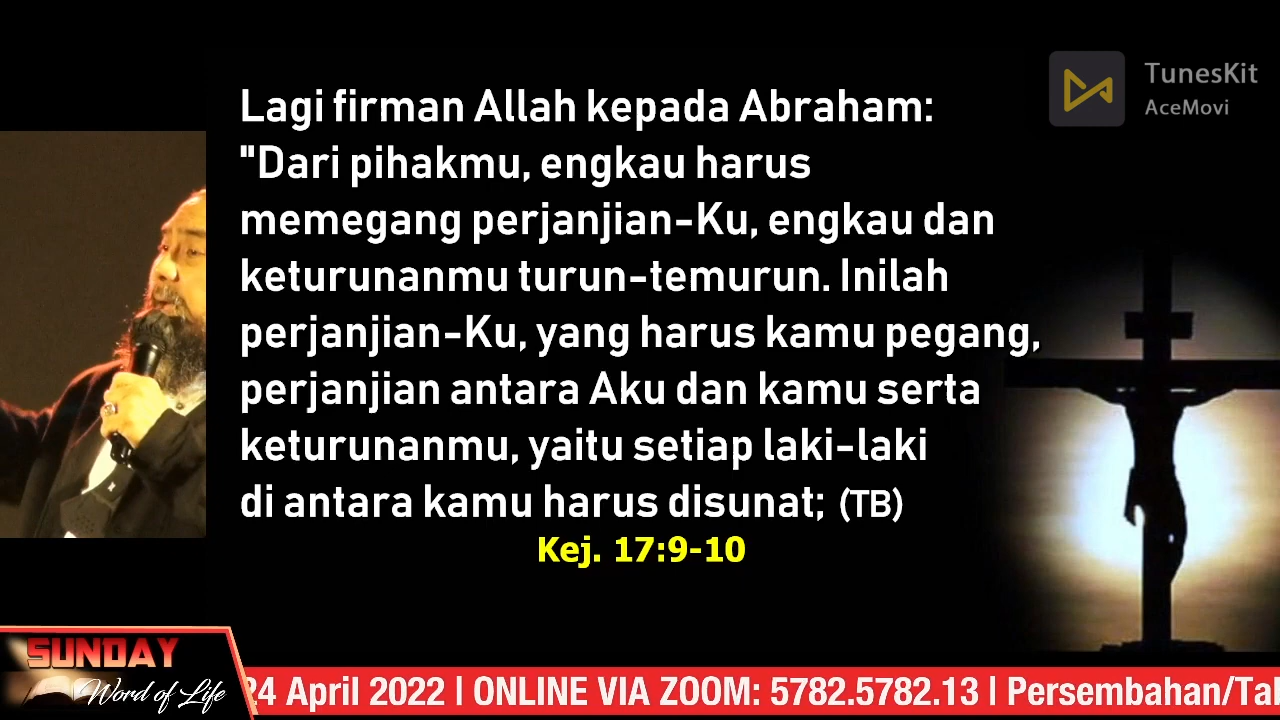 TunesKit
AceMovi
Lagi firman Allah kepada Abraham:
"Dari pihakmu, engkau harus
memegang perjanjian-Ku, engkau dan
keturunanmu turun-temurun. Inilah
perjanjian-Ku, yang harus kamu pegang,
perjanjian antara Aku dan kamu serta
keturunanmu, yaitu setiap laki-laki
di antara kamu harus disunat; (TB)
Kej. 17:9-10
SUNDAY
Word of Life
24 April 2022 | ONLINE VIA ZOOM: 5782.5782.13 | Persembahan/